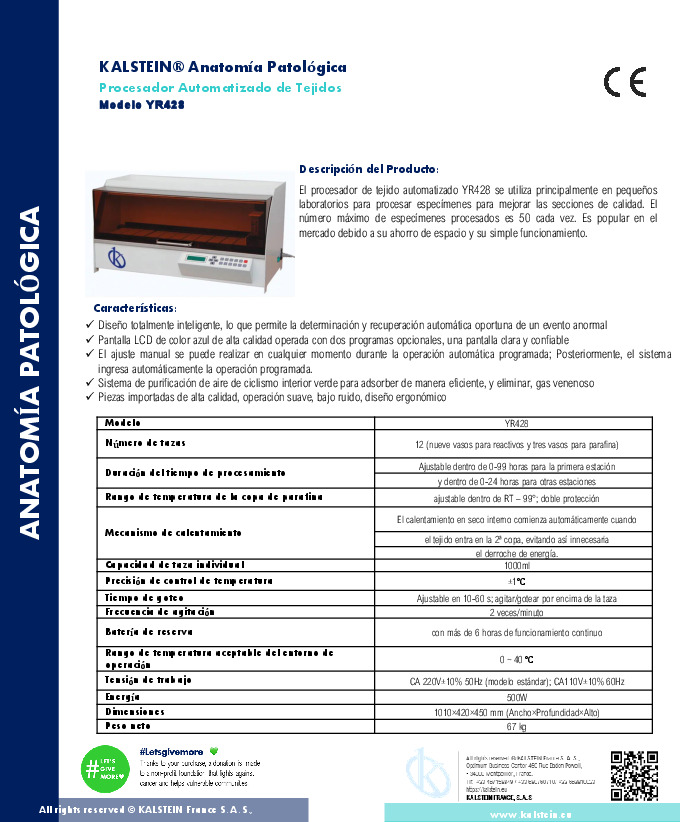 KALSTEIN® Anatomía Patológica
Procesador Automatizado de Tejidos
Modelo YR428
CE
ANATOMÍA PATOLÓGICA
Descripción del Producto:
El procesador de tejido automatizado YR428 se utiliza principalmente en pequeños
laboratorios para procesar especímenes para mejorar las secciones de calidad. El
número máximo de especímenes procesados es 50 cada vez. Es popular en el
mercado debido a su ahorro de espacio y su simple funcionamiento.
Características:
✓ Diseño totalmente inteligente, lo que permite la determinación y recuperación automática oportuna de un evento anormal
✓ Pantalla LCD de color azul de alta calidad operada con dos programas opcionales, una pantalla clara y confiable
✓ El ajuste manual se puede realizar en cualquier momento durante la operación automática programada; Posteriormente, el sistema
ingresa automáticamente la operación programada.
✓ Sistema de purificación de aire de ciclismo interior verde para adsorber de manera eficiente, y eliminar, gas venenoso
✓ Piezas importadas de alta calidad, operación suave, bajo ruido, diseño ergonómico
Modelo YR428
Número de tazas 12 (nueve vasos para reactivos y tres vasos para parafina)
Duración del tiempo de procesamiento Ajustable dentro de 0-99 horas para la primera estación
y dentro de 0-24 horas para otras estaciones
Rango de temperatura de la copa de paratina ajustable dentro de RT – 99°; doble protección
Mecanismo de calentamiento El calentamiento en seco interno comienza automáticamente cuando
el tejido entra en la 2ª copa, evitando así innecesaria
el derroche de energía.
Capacidad de taza individual 1000ml
Precisión de control de temperatura ±1℃
Tiempo de goteo Ajustable en 10-60 s; agitar/gotear por encima de la taza
Frecuencia de agitación 2 veces/minuto
Batería de reserva con más de 6 horas de funcionamiento continuo
Rango de temperatura aceptable del entorno de
operación 0 – 40 ℃
Tensión de trabajo CA 220V±10% 50Hz (modelo estándar); CA110V±10% 60Hz
Energía 500W
Dimensiones 1010×420×450 mm (Ancho×Profundidad×Alto)
Peso neto 67 kg
# LET'S
GIVE
MORE
#Letsgivemore
Thanks to your purchase, a donation is made
to a non-profit foundation that fights against
cancer and helps vulnerable communities
All rights reserved © KALSTEIN France S. A. S.,
https://kalstein.eu
KALSTEIN FRANCE, S.A.S
All rights reserved © KALSTEIN France S. A. S.,
www.kalstein.eu